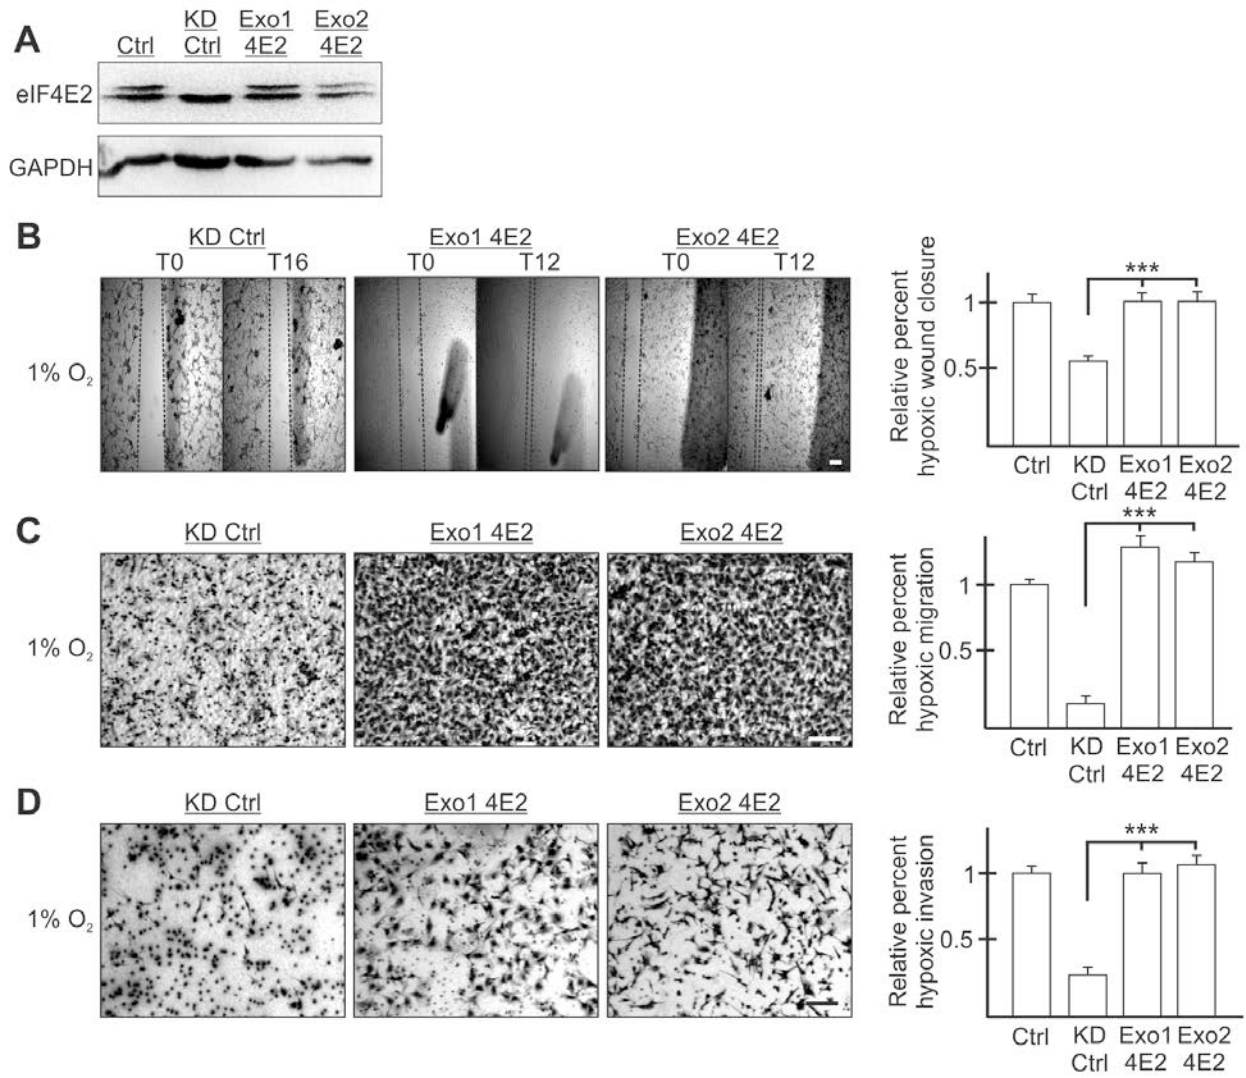 A
Ctrl
KD
Ctrl
Exo1
4E2
Exo2
4E2
eIF4E2
GAPDH
B
KD Ctrl
Exo1 4E2
Exo2 4E2
T0
T16
T0
T12
T0
T12
1% O₂
Relative percent
hypoxic wound closure
1
0.5
***
Ctrl
KD
Ctrl
Exo1
4E2
Exo2
4E2
C
KD Ctrl
Exo1 4E2
Exo2 4E2
1% O₂
Relative percent
hypoxic migration
1
0.5
***
Ctrl
KD
Ctrl
Exo1
4E2
Exo2
4E2
D
KD Ctrl
Exo1 4E2
Exo2 4E2
1% O₂
Relative percent
hypoxic invasion
1
0.5
***
Ctrl
KD
Ctrl
Exo1
4E2
Exo2
4E2